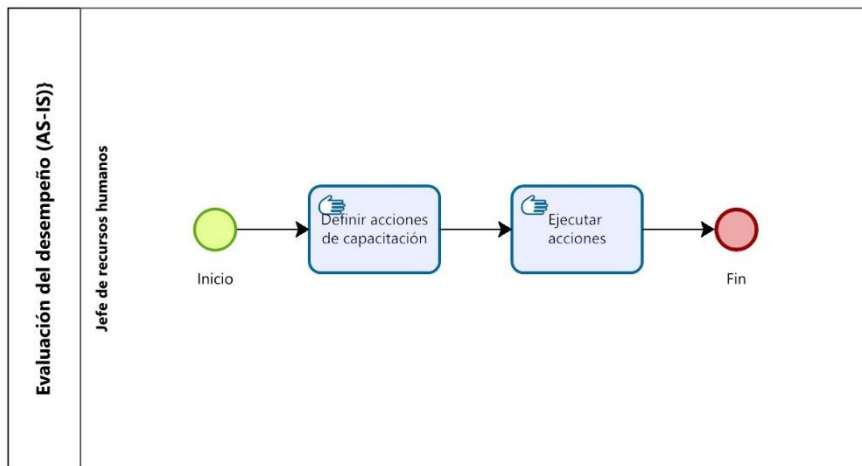 Evaluación del desempeño (AS-IS)}
Jefe de recursos humanos
Inicio
Definir acciones
de capacitación
Ejecutar
acciones
Fin